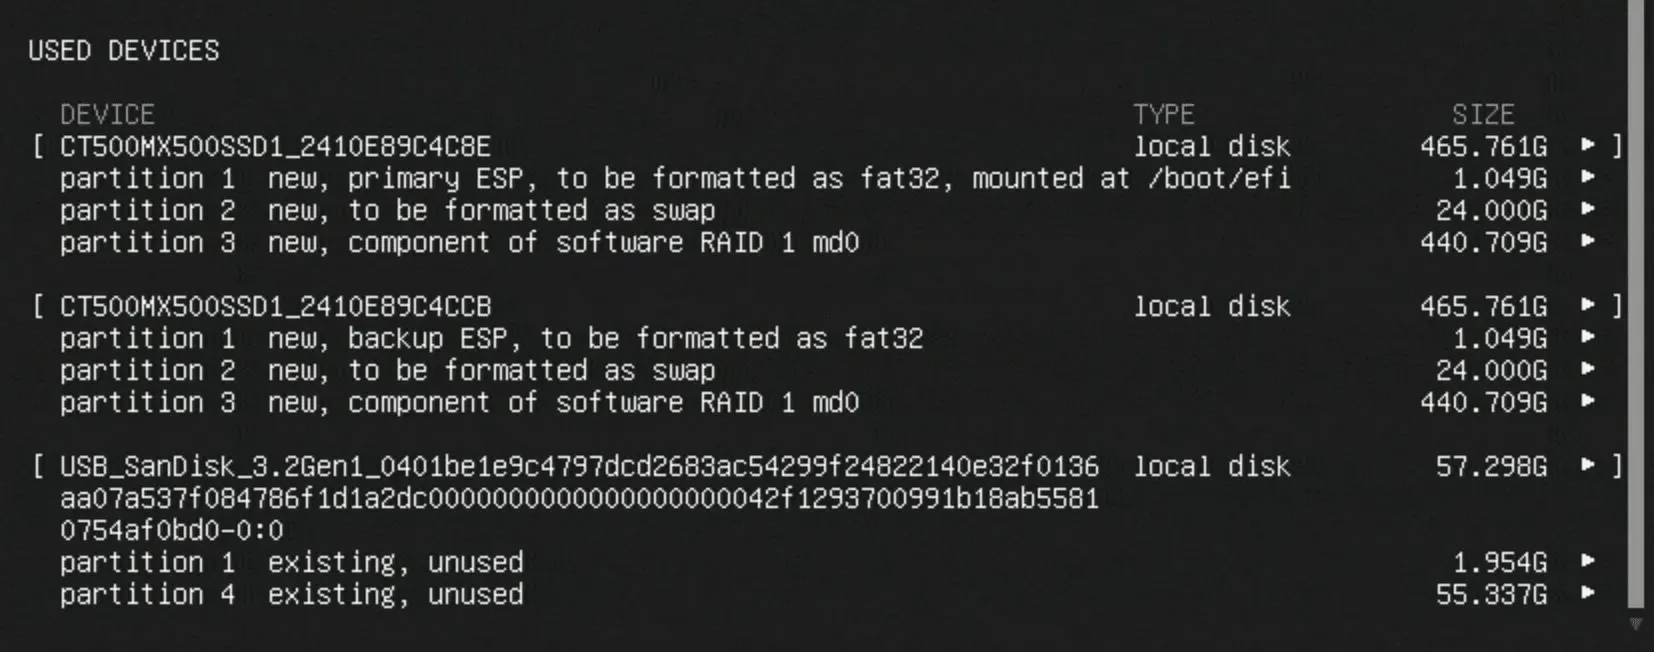 USED DEVICES
DEVICE TYPE SIZE
[ CT500MX500SSD1_2410E89C4C8E local disk 465.761G ► ]
partition 1 new, primary ESP, to be formatted as fat32, mounted at /boot/efi 1.049G ►
partition 2 new, to be formatted as swap 24.000G ►
partition 3 new, component of software RAID 1 md0 440.709G ►
[ CT500MX500SSD1_2410E89C4CCB local disk 465.761G ► ]
partition 1 new, backup ESP, to be formatted as fat32 1.049G ►
partition 2 new, to be formatted as swap 24.000G ►
partition 3 new, component of software RAID 1 md0 440.709G ►
[ USB_SanDisk_3.2Gen1_0401be1e9c4797dcd2683ac54299f24822140e32f0136 local disk 57.298G ► ]
aa07a537f084786f1d1a2dc00000000000000000000042f1293700991b18ab5581
0754af0bd0-0:0
partition 1 existing, unused 1.954G ►
partition 4 existing, unused 55.337G ►